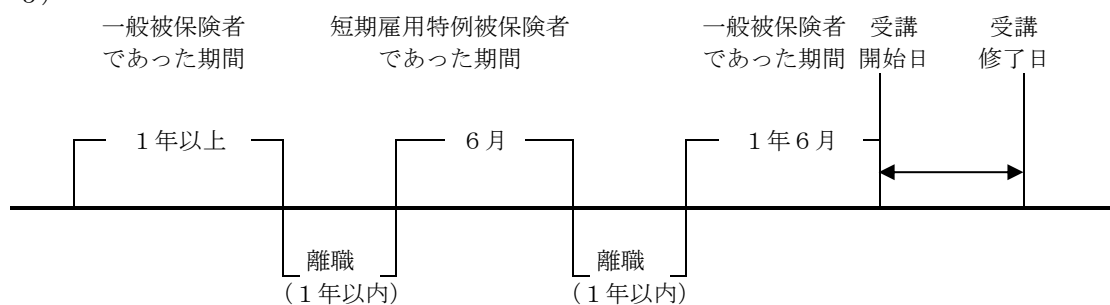 一般被保険者 短期雇用特例被保険者 一般被保険者 受講 受講
であった期間 であった期間 であった期間 開始日 修了日
１年以上 ６月 １年６月
離職 離職
（１年以内） （１年以内）